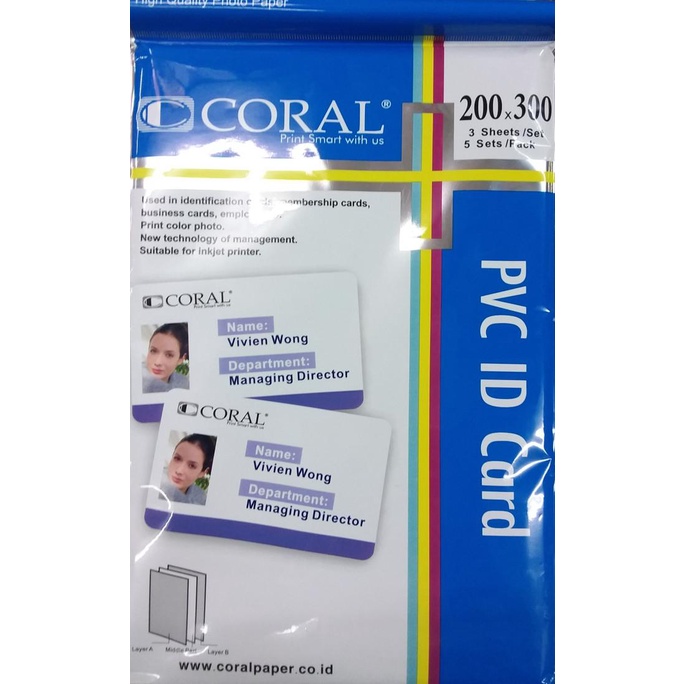 High Quality Photo Paper
CORAL®
Print Smart with us
200x300
3 Sheets/Set
5 Sets/Pack
Used in identification membership cards,
business cards,
Print color photo.
New technology of management.
Suitable for inkjet printer.
PVC ID Card
CORAL®
Print Smart with us
Name:
Vivien Wong
Department:
Managing Director
CORAL®
Print Smart with us
Name:
Vivien Wong
Department:
Managing Director
Layer A Middle Layer B
www.coralpaper.co.id